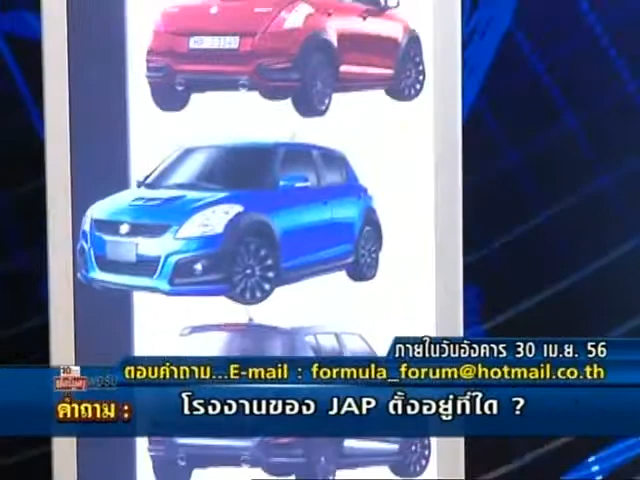 ภายในวันอังคาร 30 เม.ย. 56
ตอบคำถาม...E-mail : formula_forum@hotmail.co.th
คำถาม :
โรงงานของ JAP ตั้งอยู่ที่ใด ?